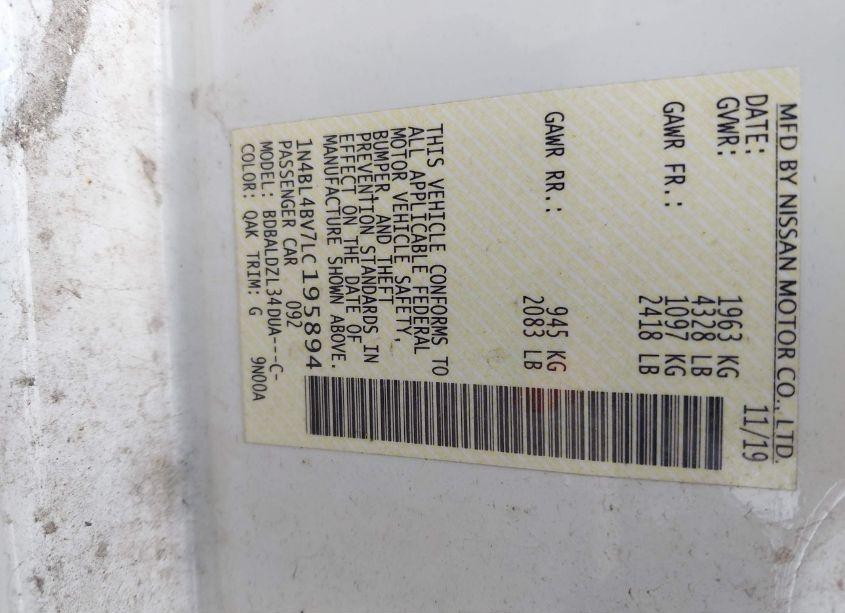 MFD BY NISSAN MOTOR CO., LTD.
DATE: 11/19
GVWR: 1963 KG
4328 LB
GAWR FR.: 1097 KG
2418 LB
GAWR RR.: 945 KG
2083 LB
THIS VEHICLE CONFORMS TO
ALL APPLICABLE FEDERAL
MOTOR VEHICLE SAFETY,
BUMPER, AND THEFT
PREVENTION STANDARDS IN
EFFECT ON THE DATE OF
MANUFACTURE SHOWN ABOVE.
1N4BL4BV7LC195894
PASSENGER CAR 092
MODEL: BDBALDZL34DUA---C-
COLOR: QAK TRIM: G 9N00A